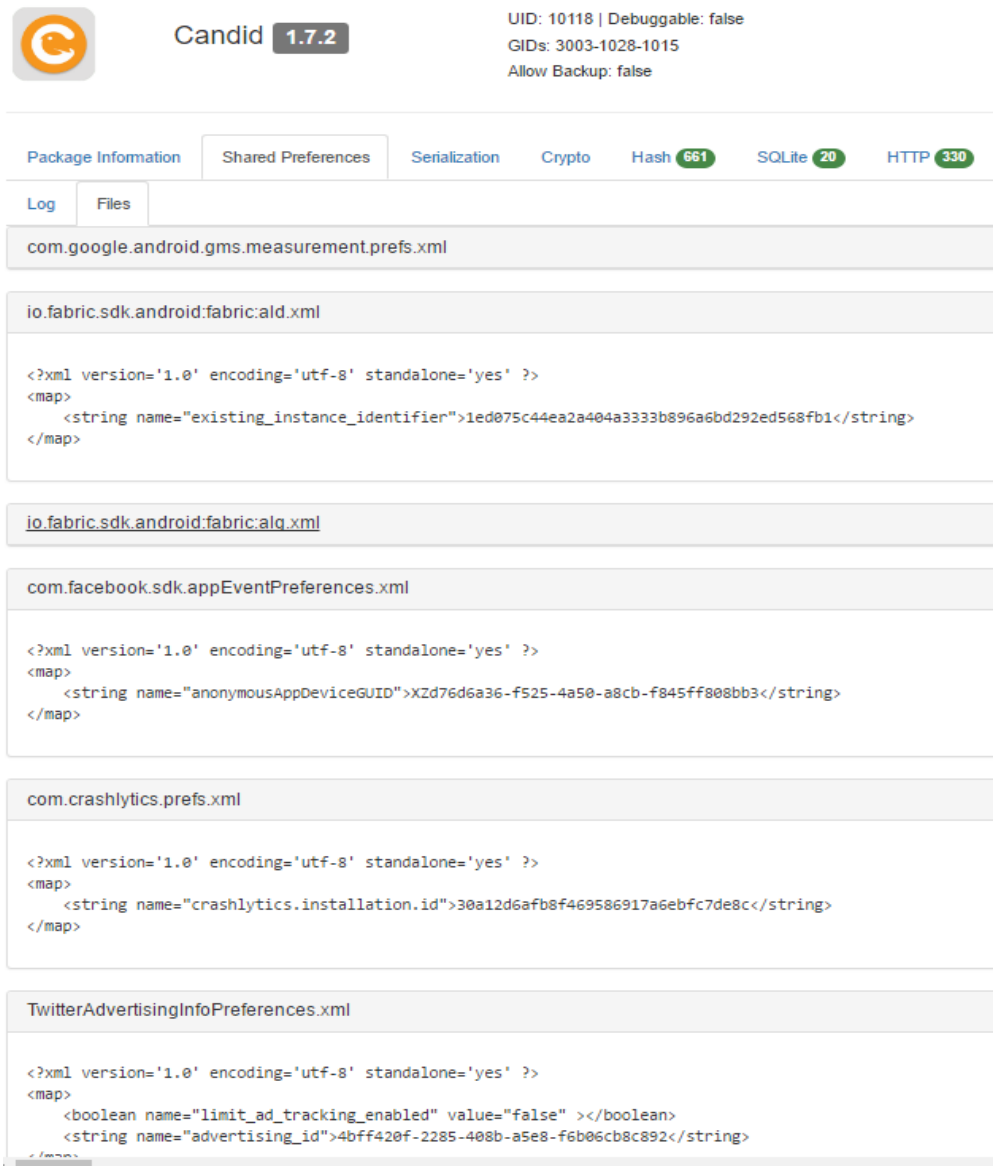 Candid 1.7.2
UID: 10118 | Debuggable: false
GIDs: 3003-1028-1015
Allow Backup: false
Package Information Shared Preferences Serialization Crypto Hash 661 SQLite 20 HTTP 330
Log Files
com.google.android.gms.measurement.prefs.xml
io.fabric.sdk.android:fabric:ald.xml
<?xml version='1.0' encoding='utf-8' standalone='yes' ?>
<map>
<string name="existing_instance_identifier">1ed075c44ea2a404a3333b896a6bd292ed568fb1</string>
</map>
io.fabric.sdk.android:fabric:alq.xml
com.facebook.sdk.appEventPreferences.xml
<?xml version='1.0' encoding='utf-8' standalone='yes' ?>
<map>
<string name="anonymousAppDeviceGUID">XZd76d6a36-f525-4a50-a8cb-f845ff808bb3</string>
</map>
com.crashlytics.prefs.xml
<?xml version='1.0' encoding='utf-8' standalone='yes' ?>
<map>
<string name="crashlytics.installation.id">30a12d6afb8f469586917a6ebfc7de8c</string>
</map>
TwitterAdvertisingInfoPreferences.xml
<?xml version='1.0' encoding='utf-8' standalone='yes' ?>
<map>
<boolean name="limit_ad_tracking_enabled" value="false" ></boolean>
<string name="advertising_id">4bff420f-2285-408b-a5e8-f6b06cb8c892</string>
</map>